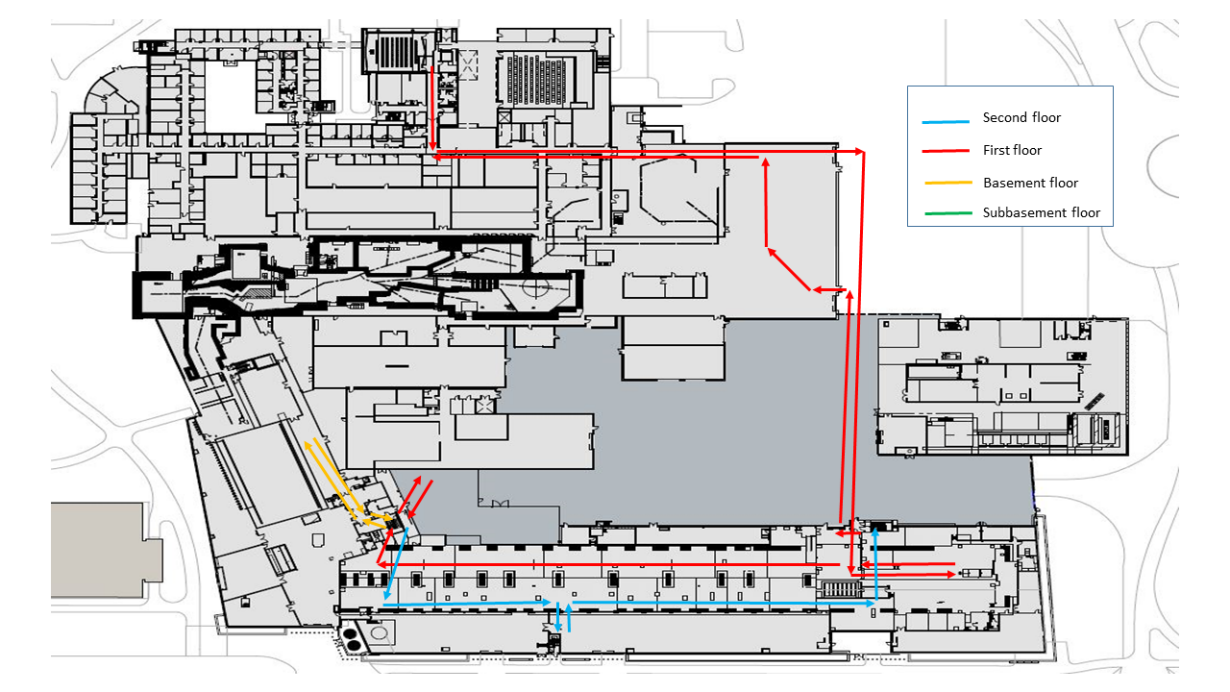 Second floor
First floor
Basement floor
Subbasement floor